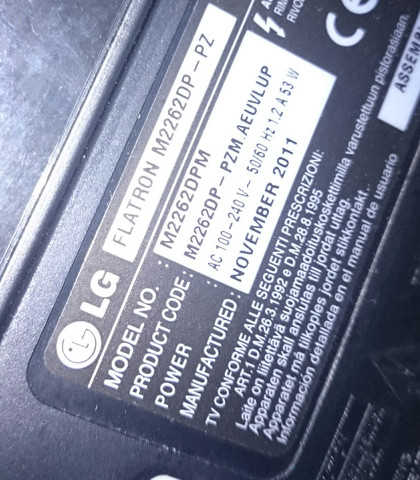 LG FLATRON M2262DP-PZ
MODEL NO. M2262DPM
PRODUCT CODE: M2262DP-PZM.AEUVLUP
POWER AC 100-240 V~ 50/60 Hz 1.2 A 53 W
MANUFACTURED: NOVEMBER 2011
TV CONFORME ALLE SEGUENTI PRESCRIZIONI:
ART.1 D.M.26.3.1992 e D.M.28.8.1995
Laite on liitettävä suojamaadoituskoskettimilla varustettuun pistorasiaan.
Apparaten skall anslutas till jordat uttag.
Apparatet må tilkoples jordet stikkontakt.
Información detallada en el manual de usuario
CE